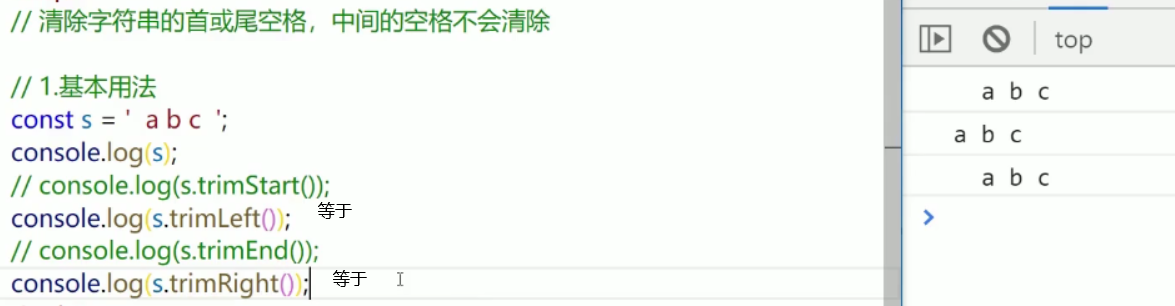 // 清除字符串的首或尾空格，中间的空格不会清除
// 1.基本用法
const s = '  a b c  ';
console.log(s);
// console.log(s.trimStart());
console.log(s.trimLeft());    等于
// console.log(s.trimEnd());
console.log(s.trimRight());    等于
top
  a b c
a b c
  a b c